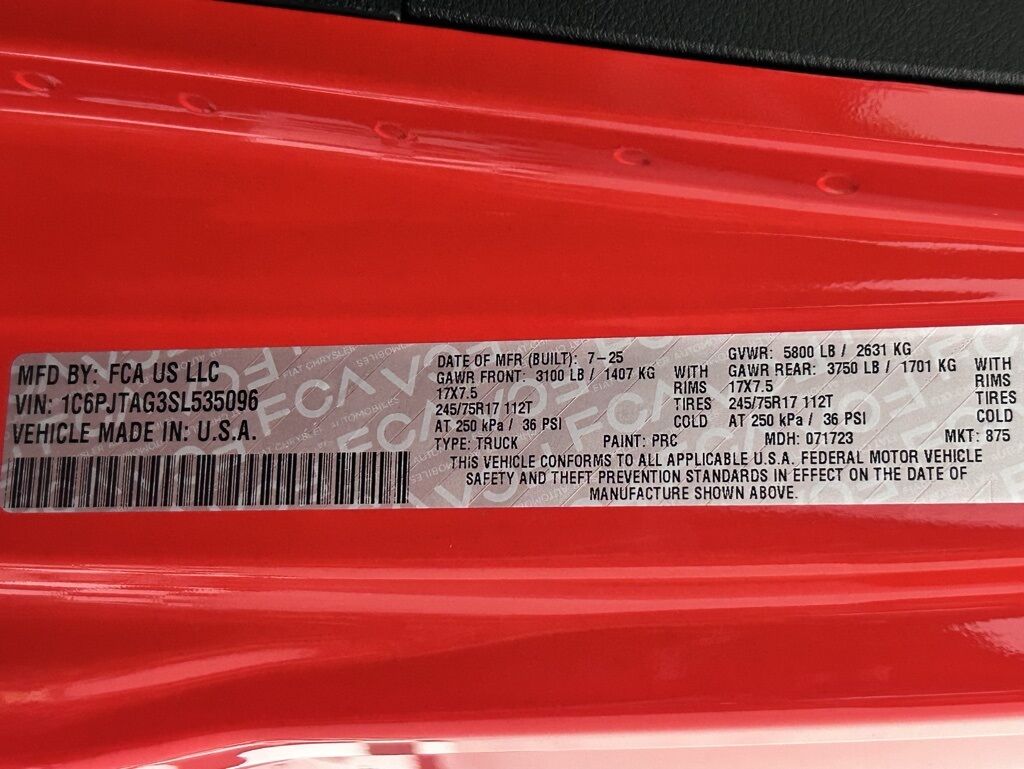 MFD BY: FCA US LLC
VIN: 1C6PJTAG3SL535096
VEHICLE MADE IN: U.S.A.
DATE OF MFR (BUILT): 7-25
GVWR: 5800 LB / 2631 KG
GAWR FRONT: 3100 LB / 1407 KG WITH
17X7.5 RIMS
245/75R17 112T TIRES
AT 250 kPa / 36 PSI COLD
GAWR REAR: 3750 LB / 1701 KG WITH
17X7.5 RIMS
245/75R17 112T TIRES
AT 250 kPa / 36 PSI COLD
TYPE: TRUCK PAINT: PRC MDH: 071723 MKT: 875
THIS VEHICLE CONFORMS TO ALL APPLICABLE U.S.A. FEDERAL MOTOR VEHICLE
SAFETY AND THEFT PREVENTION STANDARDS IN EFFECT ON THE DATE OF
MANUFACTURE SHOWN ABOVE.